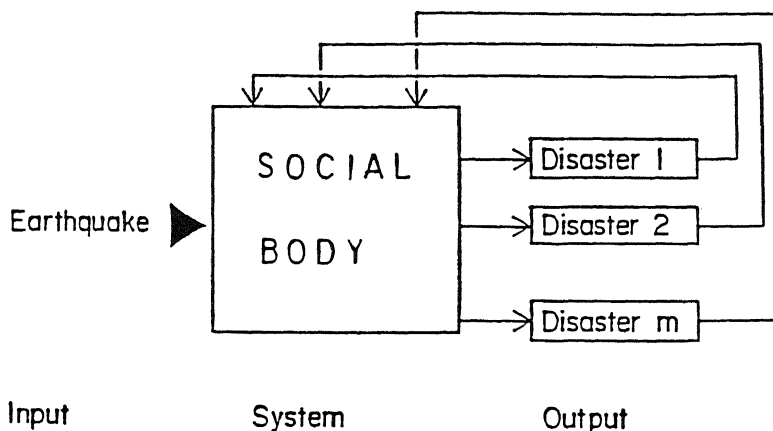 SOCIAL
BODY
Earthquake
Disaster 1
Disaster 2
Disaster m
Input
System
Output